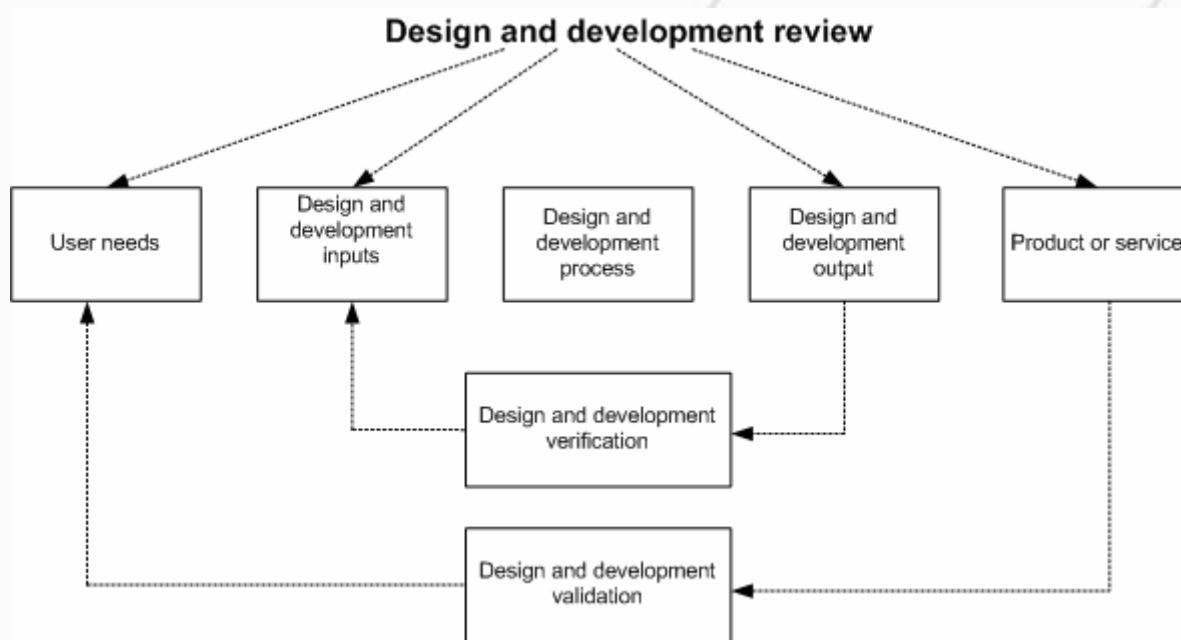 Design and development review
User needs
Design and
development
inputs
Design and
development
process
Design and
development
output
Product or service
Design and development
verification
Design and development
validation